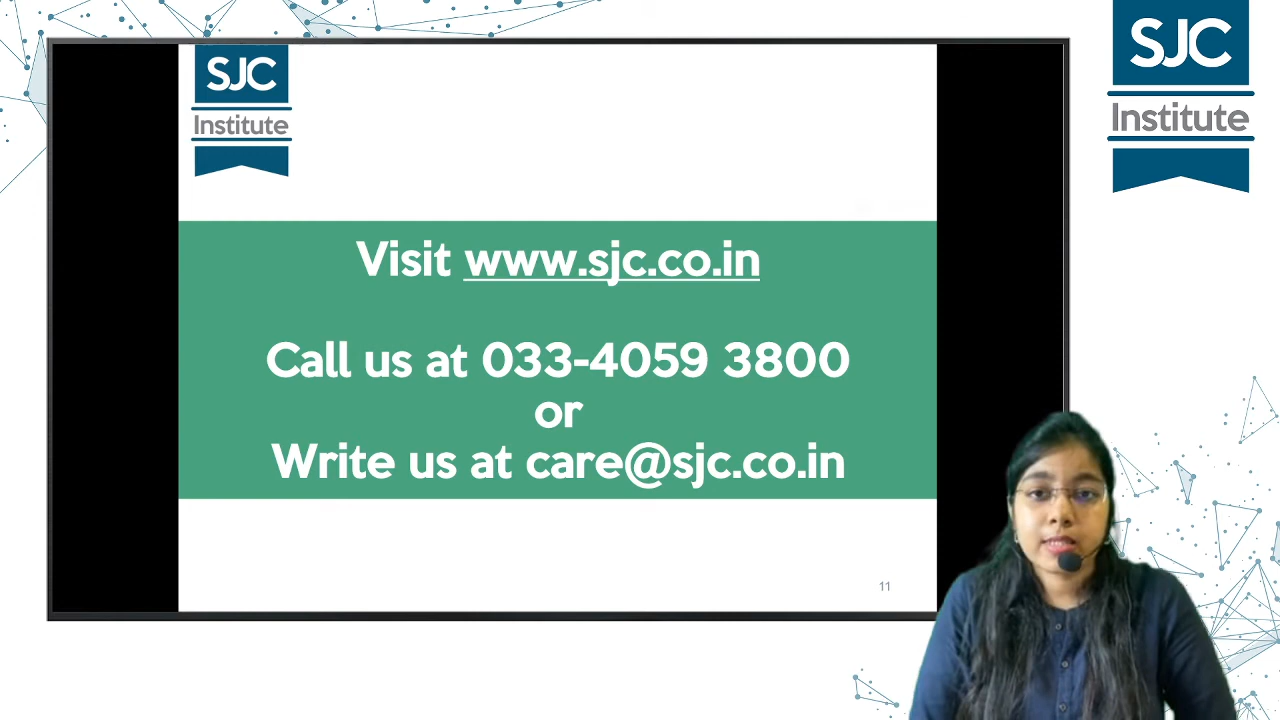 SJC
Institute
Visit www.sjc.co.in
Call us at 033-4059 3800
or
Write us at care@sjc.co.in
11
SJC
Institute